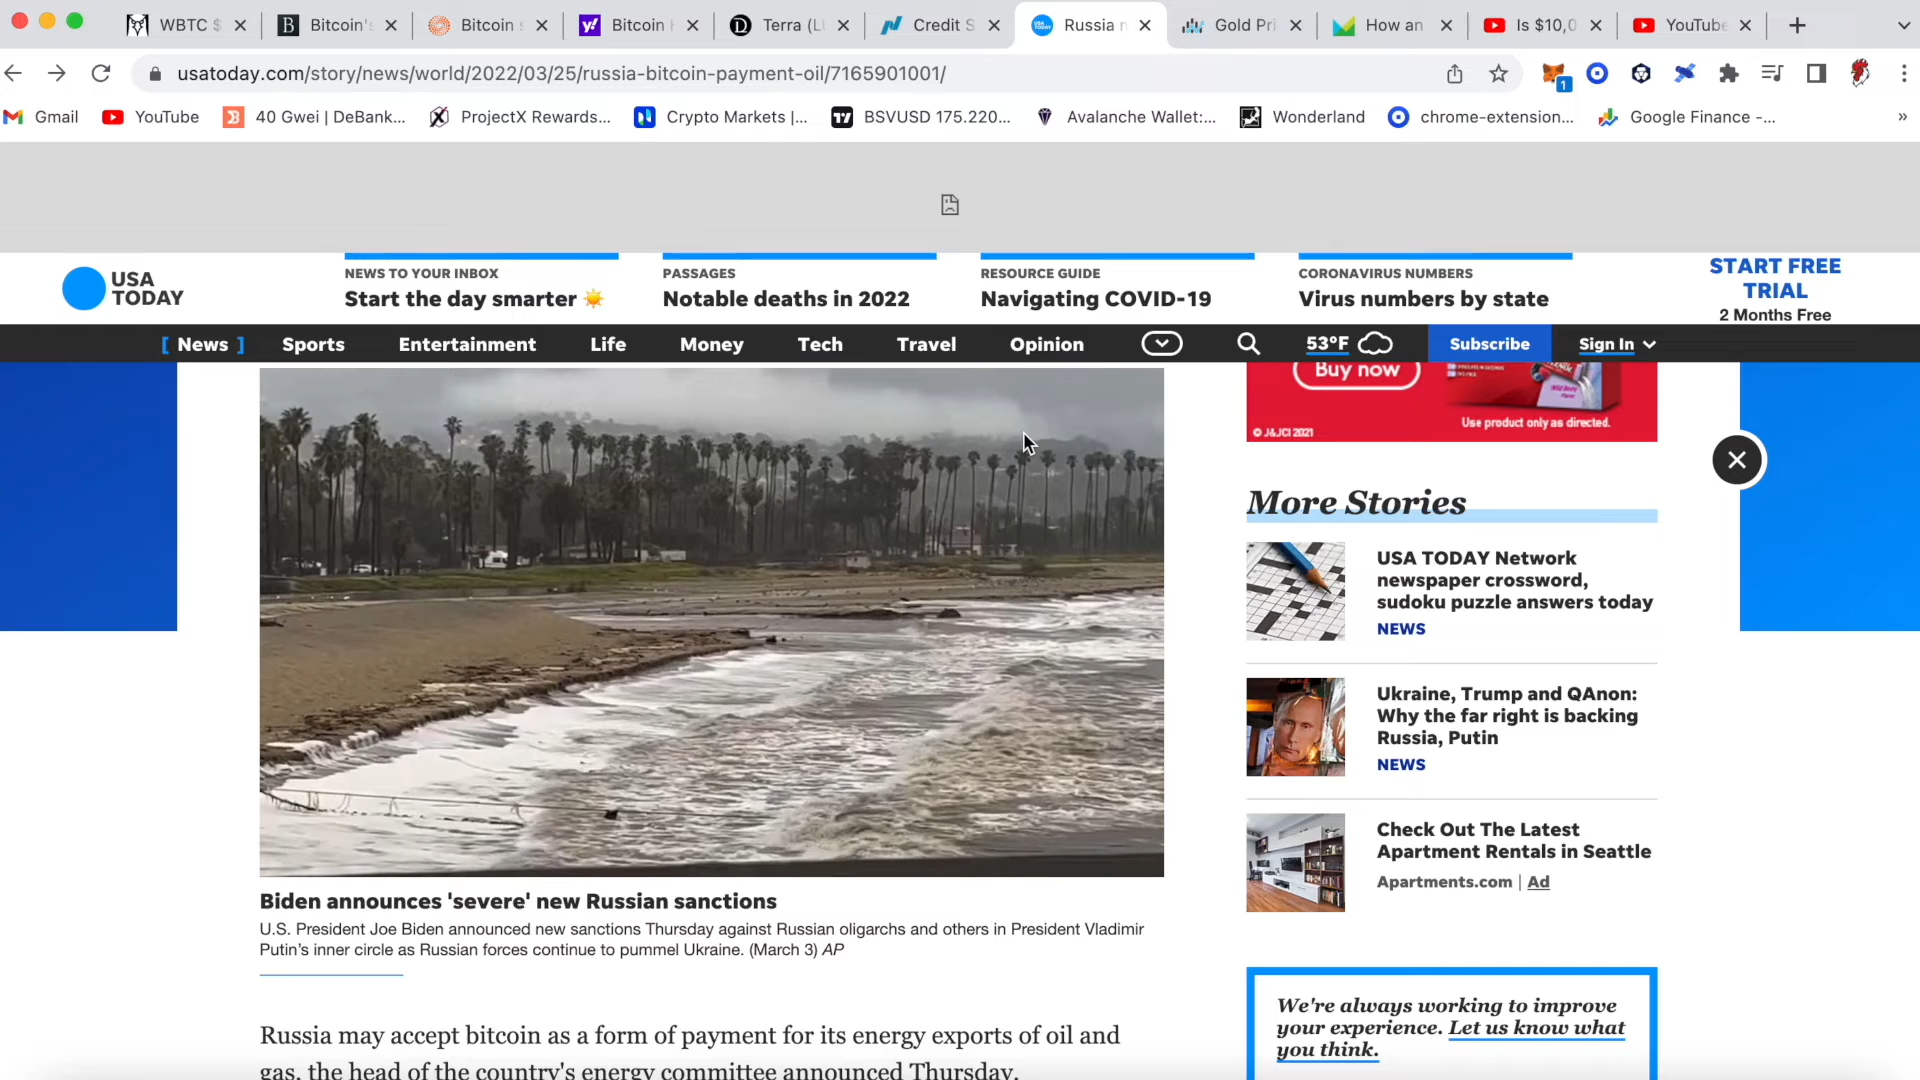 WBTC $
Bitcoin's
Bitcoin s
Bitcoin H
Terra (LU
Credit S
Russia n
Gold Pri
How an
Is $10,0
YouTube
usatoday.com/story/news/world/2022/03/25/russia-bitcoin-payment-oil/7165901001/
1
Gmail
YouTube
40 Gwei | DeBank...
ProjectX Rewards...
Crypto Markets |...
BSVUSD 175.220...
Avalanche Wallet:...
Wonderland
chrome-extension...
Google Finance -...
USA
TODAY
NEWS TO YOUR INBOX
Start the day smarter ☀️
PASSAGES
Notable deaths in 2022
RESOURCE GUIDE
Navigating COVID-19
CORONAVIRUS NUMBERS
Virus numbers by state
START FREE
TRIAL
2 Months Free
[ News ]
Sports
Entertainment
Life
Money
Tech
Travel
Opinion
53°F
Subscribe
Sign In
Buy now
Use product only as directed.
© J&JCI 2021
More Stories
USA TODAY Network
newspaper crossword,
sudoku puzzle answers today
NEWS
Ukraine, Trump and QAnon:
Why the far right is backing
Russia, Putin
NEWS
Check Out The Latest
Apartment Rentals in Seattle
Apartments.com | Ad
Biden announces 'severe' new Russian sanctions
U.S. President Joe Biden announced new sanctions Thursday against Russian oligarchs and others in President Vladimir
Putin's inner circle as Russian forces continue to pummel Ukraine. (March 3) AP
Russia may accept bitcoin as a form of payment for its energy exports of oil and
gas, the head of the country's energy committee announced Thursday.
We're always working to improve
your experience. Let us know what
you think.